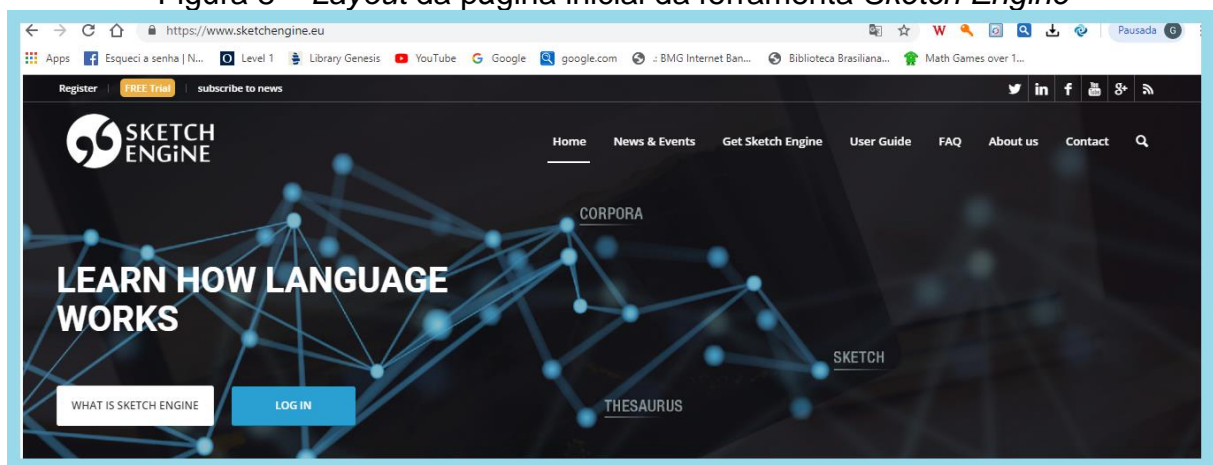 Layout da página inicial da ferramenta Sketch Engine
https://www.sketchengine.eu
Pausada G
Apps Esqueci a senha | N... Level 1 Library Genesis YouTube Google google.com .: BMG Internet Ban... Biblioteca Brasiliana... Math Games over 1...
Register FREE Trial subscribe to news
SKETCH
ENGiNE
Home News & Events Get Sketch Engine User Guide FAQ About us Contact
CORPORA
LEARN HOW LANGUAGE
WORKS
SKETCH
WHAT IS SKETCH ENGINE LOG IN
THESAURUS